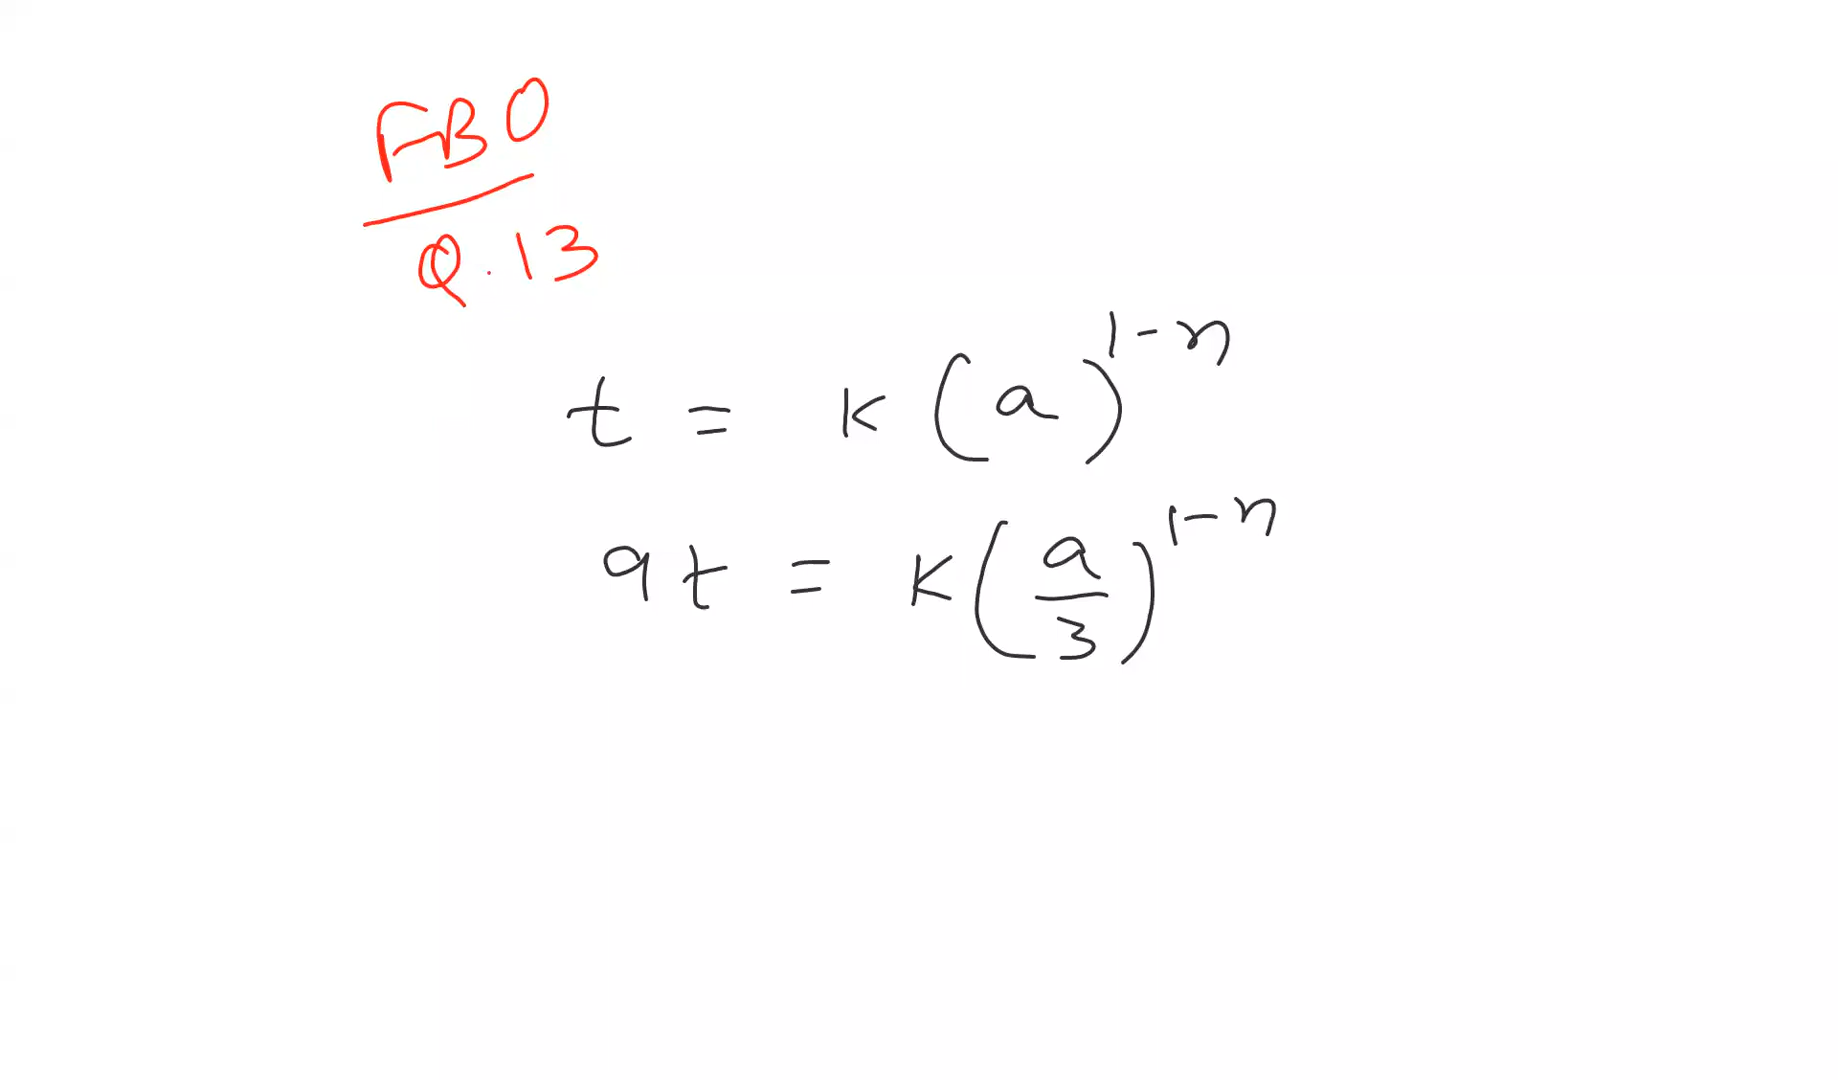 FBO
Q.13
t = k(a)^{1-n}
9t = k(a/3)^{1-n}